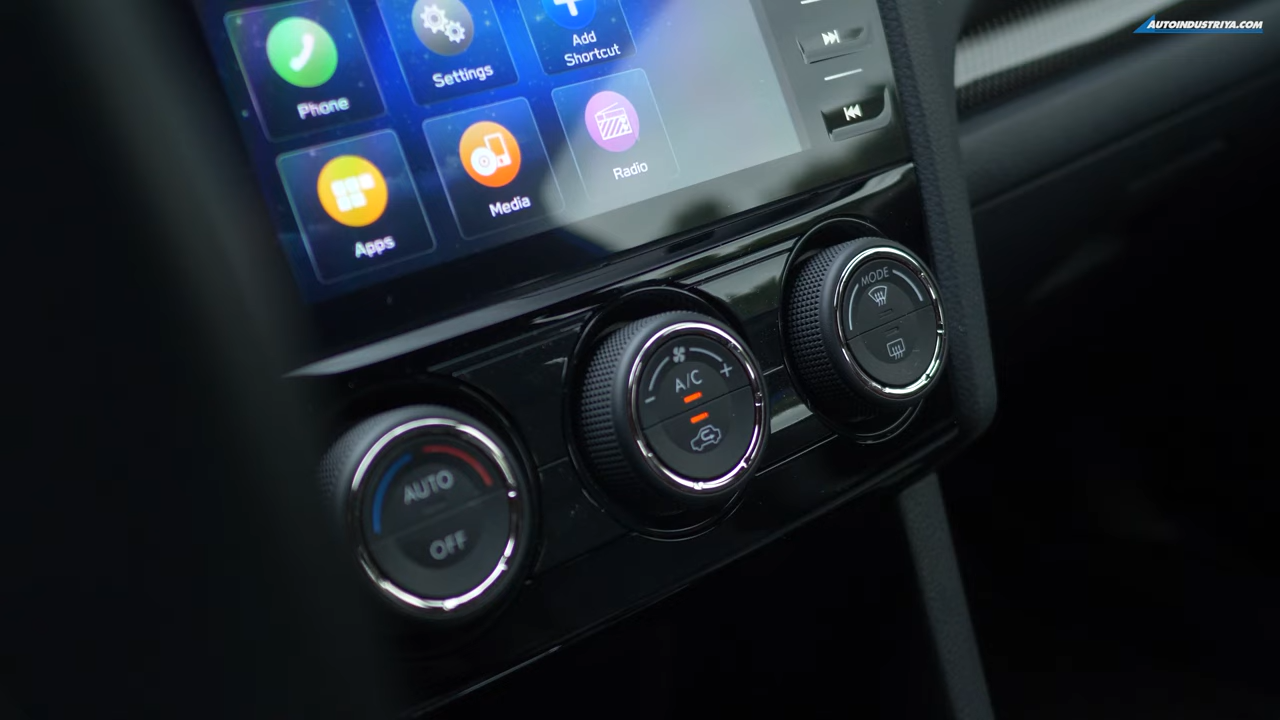 AUTOINDUSTRIYA.COM
Phone
Settings
Add
Shortcut
Apps
Media
Radio
MODE
A/C
- +
AUTO
OFF